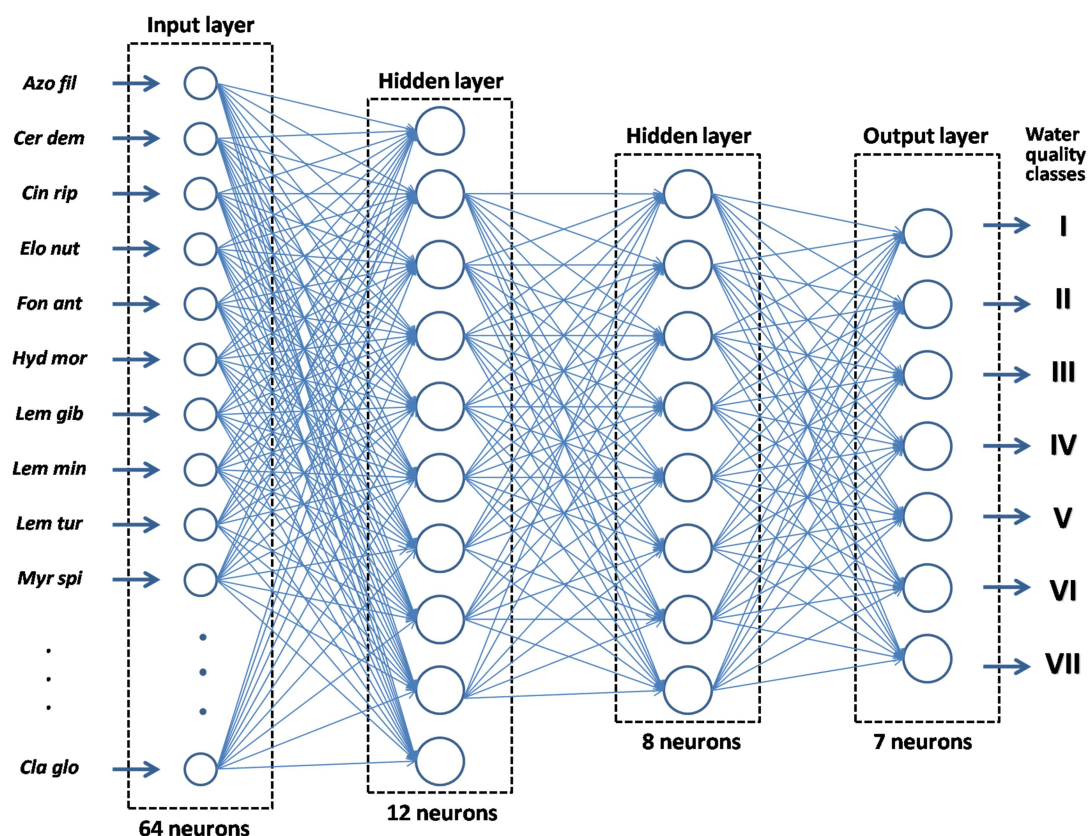 Input layer
Hidden layer
Hidden layer
Output layer
Water
quality
classes
Azo fil
Cer dem
Cin rip
Elo nut
Fon ant
Hyd mor
Lem gib
Lem min
Lem tur
Myr spi
.
.
.
Cla glo
I
II
III
IV
V
VI
VII
64 neurons
12 neurons
8 neurons
7 neurons